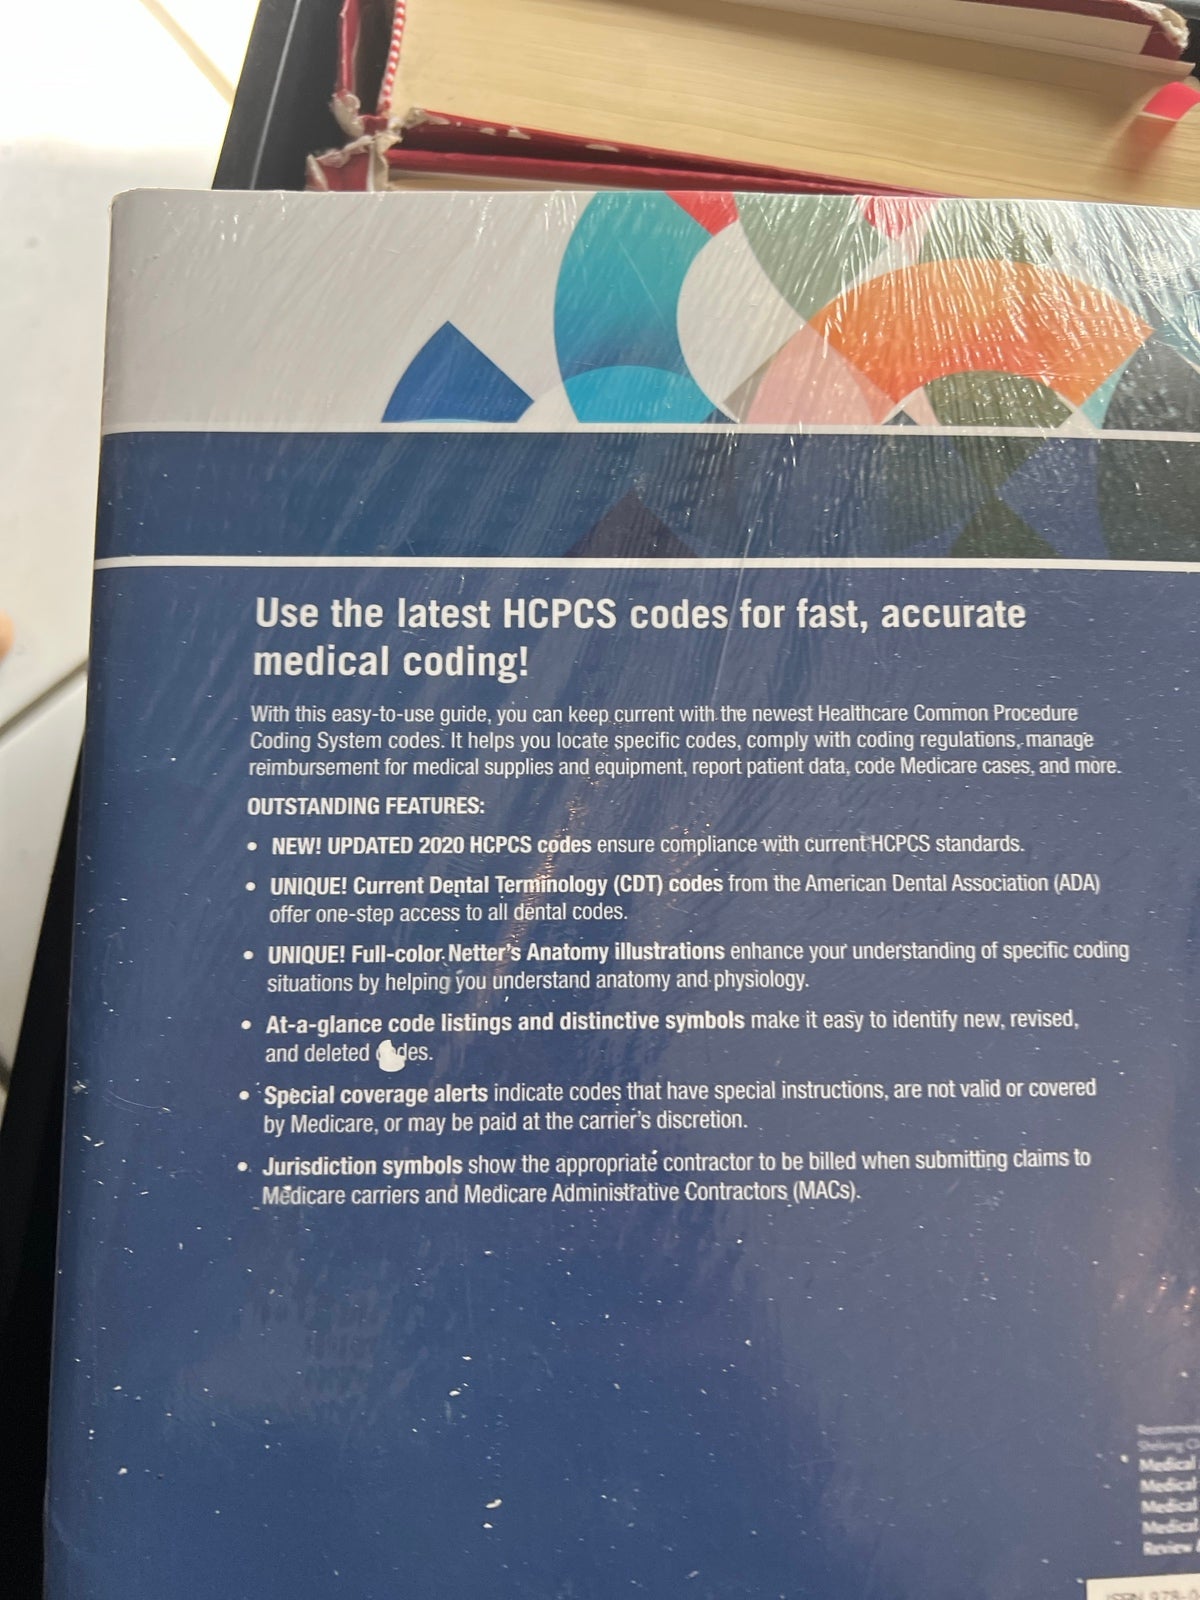 Use the latest HCPCS codes for fast, accurate
medical coding!
With this easy-to-use guide, you can keep current with the newest Healthcare Common Procedure
Coding System codes. It helps you locate specific codes, comply with coding regulations, manage
reimbursement for medical supplies and equipment, report patient data, code Medicare cases, and more.
OUTSTANDING FEATURES:
• NEW! UPDATED 2020 HCPCS codes ensure compliance with current HCPCS standards.
• UNIQUE! Current Dental Terminology (CDT) codes from the American Dental Association (ADA)
offer one-step access to all dental codes.
• UNIQUE! Full-color Netter's Anatomy illustrations enhance your understanding of specific coding
situations by helping you understand anatomy and physiology.
• At-a-glance code listings and distinctive symbols make it easy to identify new, revised,
and deleted codes.
• Special coverage alerts indicate codes that have special instructions, are not valid or covered
by Medicare, or may be paid at the carrier's discretion.
• Jurisdiction symbols show the appropriate contractor to be billed when submitting claims to
Medicare carriers and Medicare Administrative Contractors (MACs).
Shelving
Medical
Medical
Medical
Medical
Review